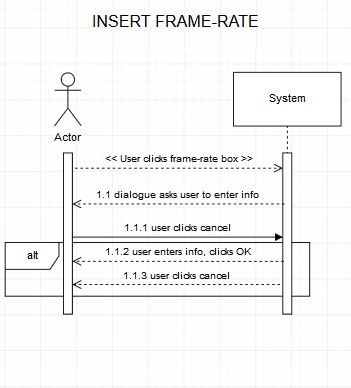 INSERT FRAME-RATE
System
Actor
<< User clicks frame-rate box >>
1.1 dialogue asks user to enter info
1.1.1 user clicks cancel
alt
1.1.2 user enters info, clicks OK
1.1.3 user clicks cancel